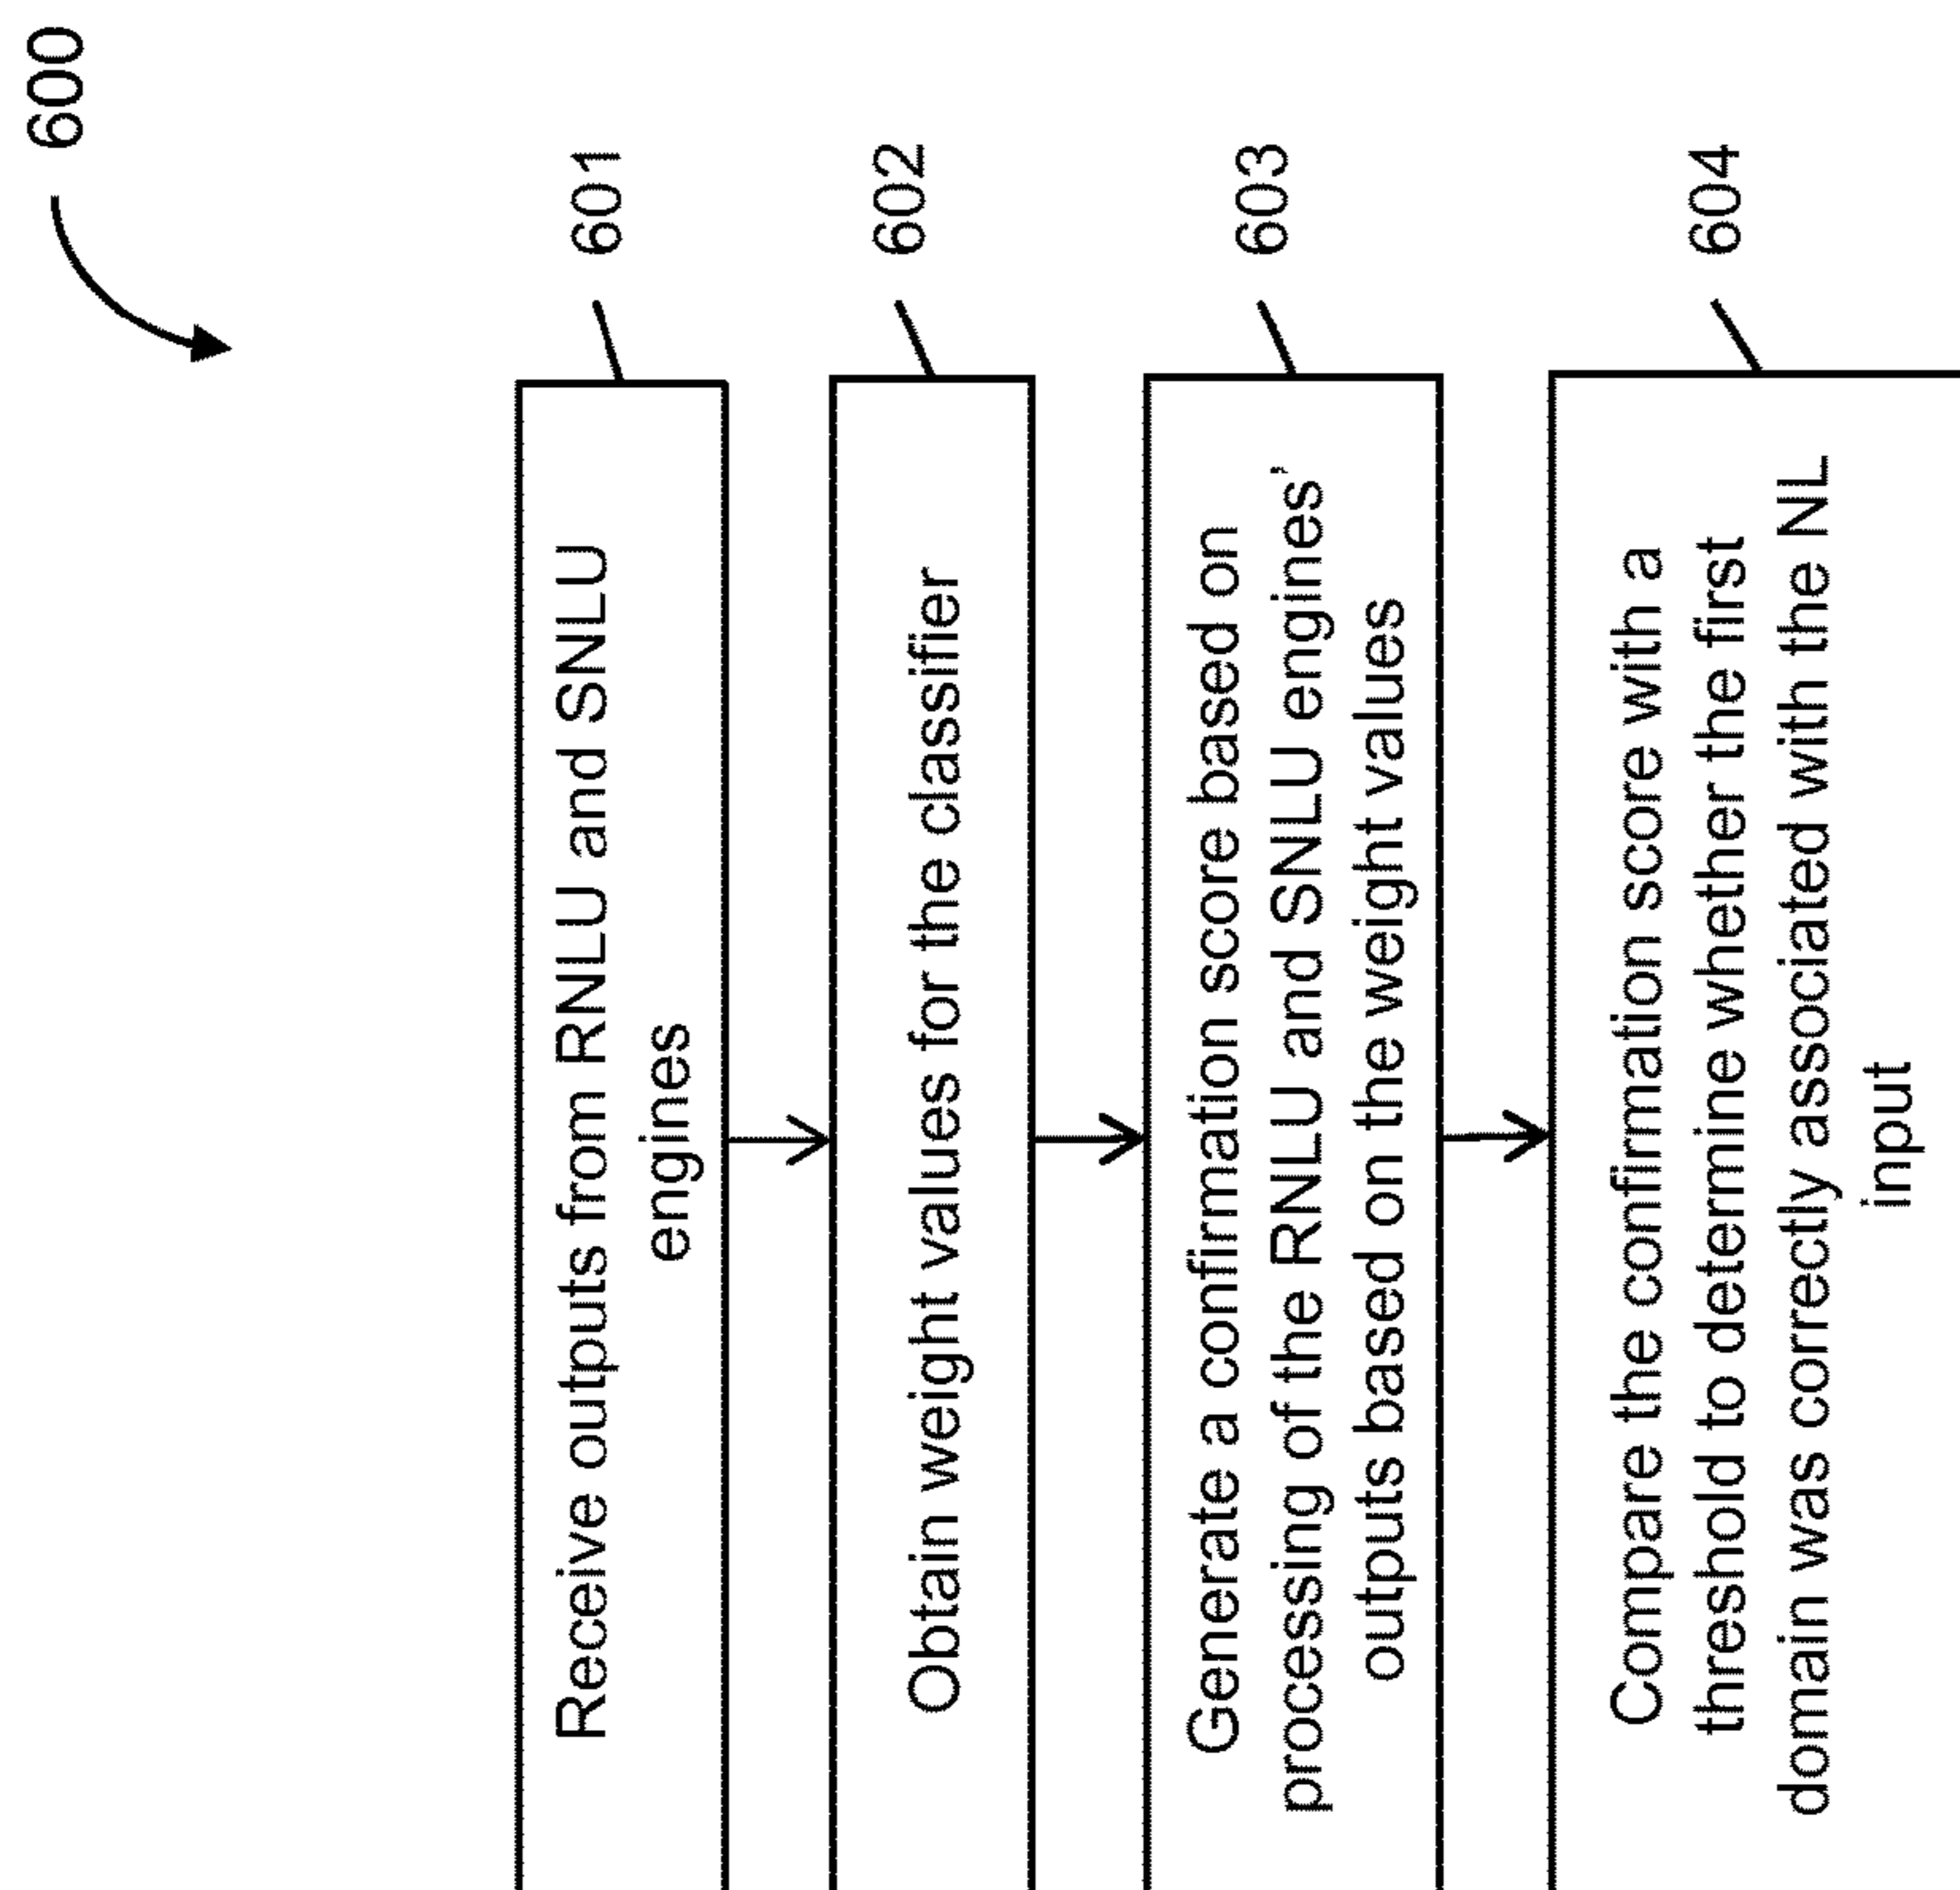 600
Receive outputs from RNLU and SNLU
engines
601
Obtain weight values for the classifier
602
Generate a confirmation score based on
processing of the RNLU and SNLU engines'
outputs based on the weight values
603
Compare the confirmation score with a
threshold to determine whether the first
domain was correctly associated with the NL
input
604